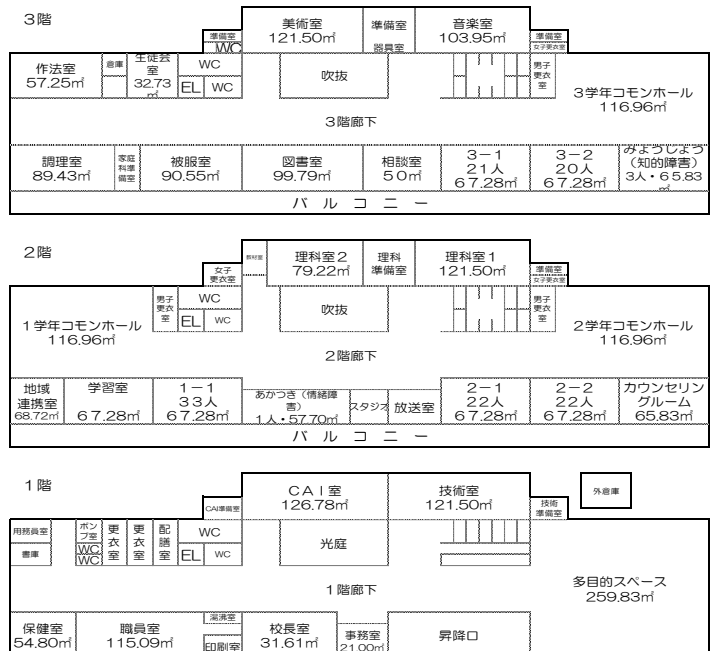 3階
美術室
121.50㎡
準備室
器具室
音楽室
103.95㎡
準備室
WC
準備室
女子更衣室
作法室
57.25㎡
倉庫
生徒会
室
32.73
㎡
WC
EL
WC
吹抜
男子
更衣
室
3学年コモンホール
116.96㎡
3階廊下
調理室
89.43㎡
家庭
科準
備室
被服室
90.55㎡
図書室
99.79㎡
相談室
50㎡
3-1
21人
67.28㎡
3-2
20人
67.28㎡
みょうじょう
(知的障害)
3人・65.83
㎡
バルコニー
2階
女子
更衣室
教材室
理科室2
79.22㎡
理科
準備室
理科室1
121.50㎡
準備室
女子更衣室
1学年コモンホール
116.96㎡
男子
更衣
室
WC
EL
WC
吹抜
男子
更衣
室
2学年コモンホール
116.96㎡
2階廊下
地域
連携室
68.72㎡
学習室
67.28㎡
1-1
33人
67.28㎡
あかつき(情緒障
害)
1人・57.70㎡
スタジオ
放送室
2-1
22人
67.28㎡
2-2
22人
67.28㎡
カウンセリン
グルーム
65.83㎡
バルコニー
1階
CAI準備室
CAI室
126.78㎡
技術室
121.50㎡
技術
準備室
外倉庫
用務員室
書庫
ポン
プ室
WC
WC
更
衣
室
更
衣
室
配
膳
室
WC
EL
WC
光庭
多目的スペース
259.83㎡
1階廊下
保健室
54.80㎡
職員室
115.09㎡
湯沸室
印刷室
校長室
31.61㎡
事務室
21.00㎡
昇降口